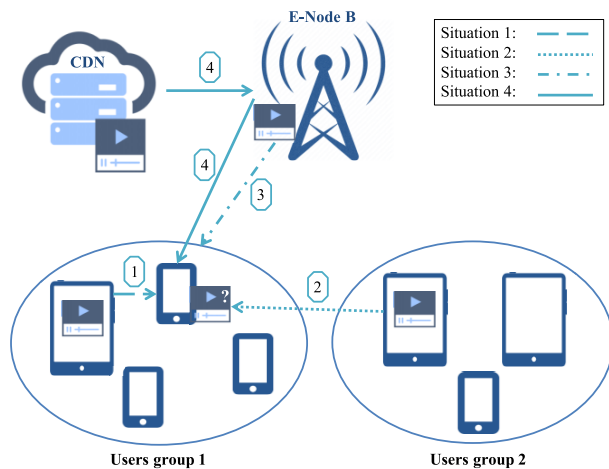 E-Node B
CDN
Situation 1:
Situation 2:
Situation 3:
Situation 4:
4
4
3
1
?
2
Users group 1
Users group 2